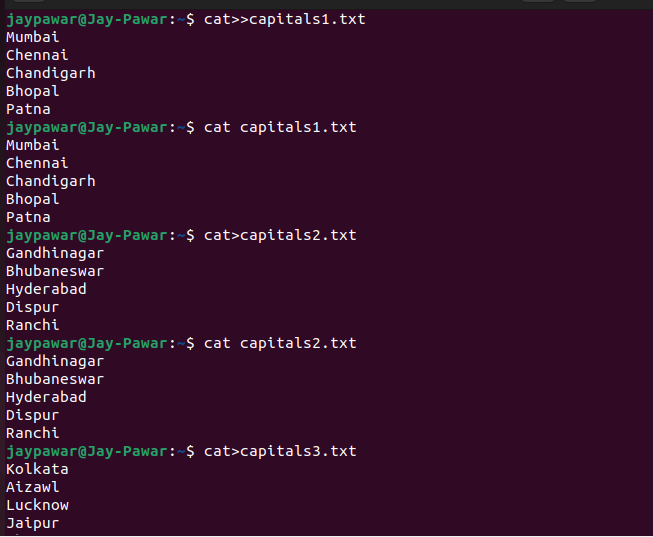 jaypawar@Jay-Pawar:~$ cat>>capitals1.txt
Mumbai
Chennai
Chandigarh
Bhopal
Patna
jaypawar@Jay-Pawar:~$ cat capitals1.txt
Mumbai
Chennai
Chandigarh
Bhopal
Patna
jaypawar@Jay-Pawar:~$ cat>capitals2.txt
Gandhinagar
Bhubaneswar
Hyderabad
Dispur
Ranchi
jaypawar@Jay-Pawar:~$ cat capitals2.txt
Gandhinagar
Bhubaneswar
Hyderabad
Dispur
Ranchi
jaypawar@Jay-Pawar:~$ cat>capitals3.txt
Kolkata
Aizawl
Lucknow
Jaipur